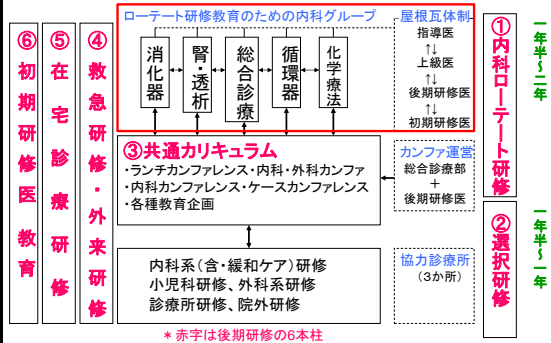 ⑥初期研修医教育
⑤在宅診療研修
④救急研修・外来研修
ローテート研修教育のための内科グループ
消化器
腎・透析
総合診療
循環器
化学療法
屋根瓦体制
指導医
↑↓
上級医
↑↓
後期研修医
↑↓
初期研修医
①内科ローテート研修
一年半～二年
③共通カリキュラム
・ランチカンファレンス・内科・外科カンファ
・内科カンファレンス・ケースカンファレンス
・各種教育企画
カンファ運営
総合診療部
＋
後期研修医
②選択研修
一年半～一年
内科系(含・緩和ケア)研修
小児科研修、外科系研修
診療所研修、院外研修
協力診療所
(3か所)
＊赤字は後期研修の6本柱